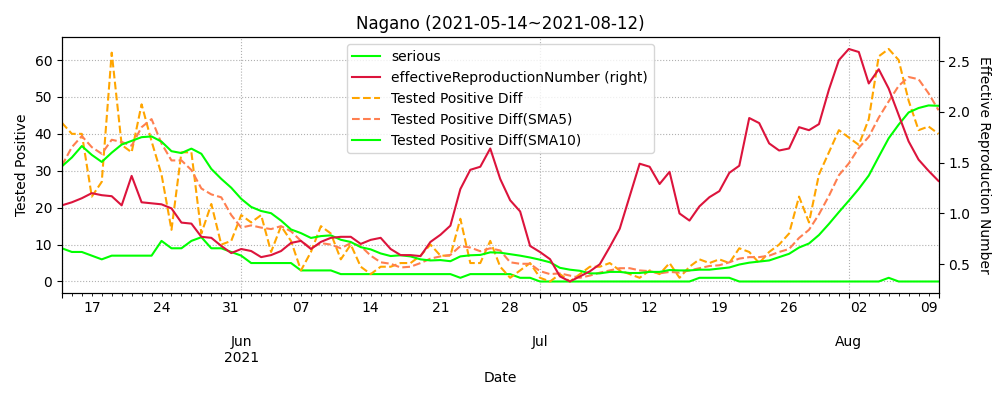 Nagano (2021-05-14~2021-08-12)
serious
effectiveReproductionNumber (right)
Tested Positive Diff
Tested Positive Diff(SMA5)
Tested Positive Diff(SMA10)
Tested Positive
60
50
40
30
20
10
0
2.5
2.0
1.5
1.0
0.5
Effective Reproduction Number
17 24 31 07 14 21 28 05 12 19 26 02 09
Jun Jul Aug
2021
Date